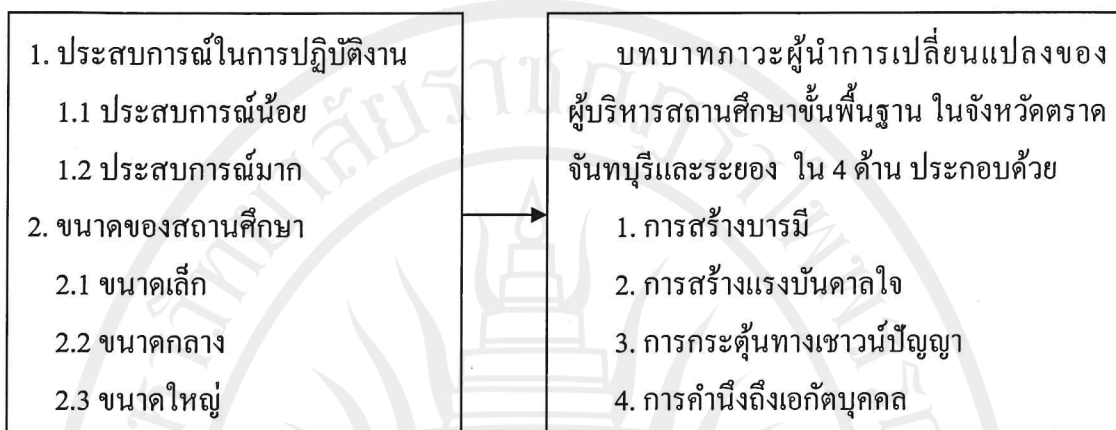 1. ประสบการณ์ในการปฏิบัติงาน
1.1 ประสบการณ์น้อย
1.2 ประสบการณ์มาก
2. ขนาดของสถานศึกษา
2.1 ขนาดเล็ก
2.2 ขนาดกลาง
2.3 ขนาดใหญ่
บทบาทภาวะผู้นำการเปลี่ยนแปลงของ
ผู้บริหารสถานศึกษาขั้นพื้นฐาน ในจังหวัดตราด
จันทบุรีและระยอง ใน 4 ด้าน ประกอบด้วย
1. การสร้างบารมี
2. การสร้างแรงบันดาลใจ
3. การกระตุ้นทางเชาวน์ปัญญา
4. การคำนึงถึงเอกัตบุคคล